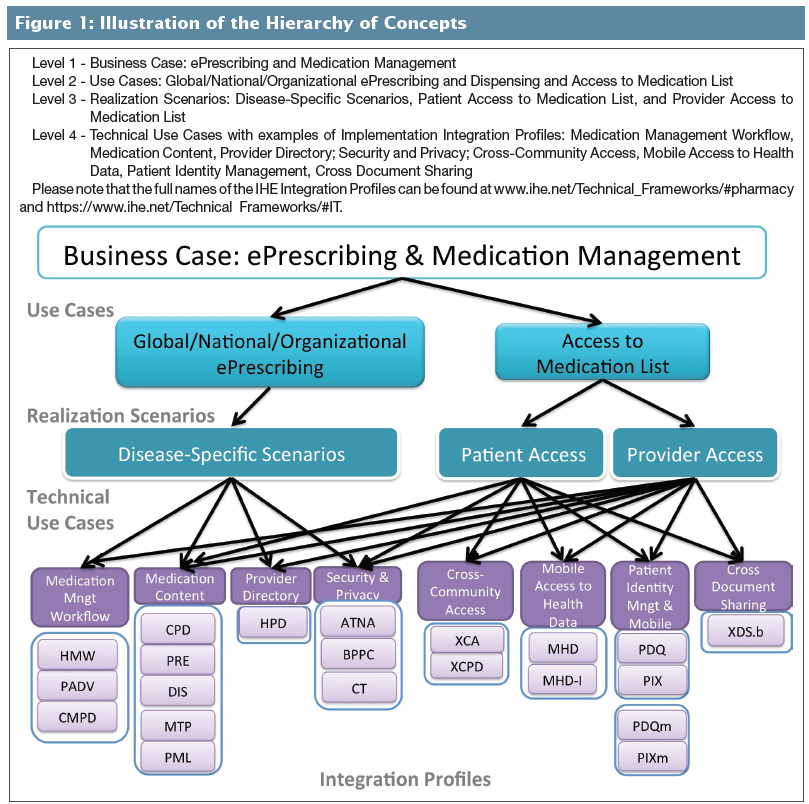 Figure 1: Illustration of the Hierarchy of Concepts
Level 1 - Business Case: ePrescribing and Medication Management
Level 2 - Use Cases: Global/National/Organizational ePrescribing and Dispensing and Access to Medication List
Level 3 - Realization Scenarios: Disease-Specific Scenarios, Patient Access to Medication List, and Provider Access to
Medication List
Level 4 - Technical Use Cases with examples of Implementation Integration Profiles: Medication Management Workflow,
Medication Content, Provider Directory; Security and Privacy; Cross-Community Access, Mobile Access to Health
Data, Patient Identity Management, Cross Document Sharing
Please note that the full names of the IHE Integration Profiles can be found at www.ihe.net/Technical_Frameworks/#pharmacy
and https://www.ihe.net/Technical_Frameworks/#IT.
Business Case: ePrescribing & Medication Management
Use Cases
Global/National/Organizational
ePrescribing
Access to
Medication List
Realization Scenarios
Disease-Specific Scenarios
Patient Access
Provider Access
Technical
Use Cases
Medication
Mngt
Workflow
HMW
PADV
CMPD
Medication
Content
CPD
PRE
DIS
MTP
PML
Provider
Directory
HPD
Security &
Privacy
ATNA
BPPC
CT
Cross-
Community
Access
XCA
XCPD
Mobile
Access to
Health
Data
MHD
MHD-I
Patient
Identity
Mngt &
Mobile
PDQ
PIX
PDQm
PIXm
Cross
Document
Sharing
XDS.b
Integration Profiles